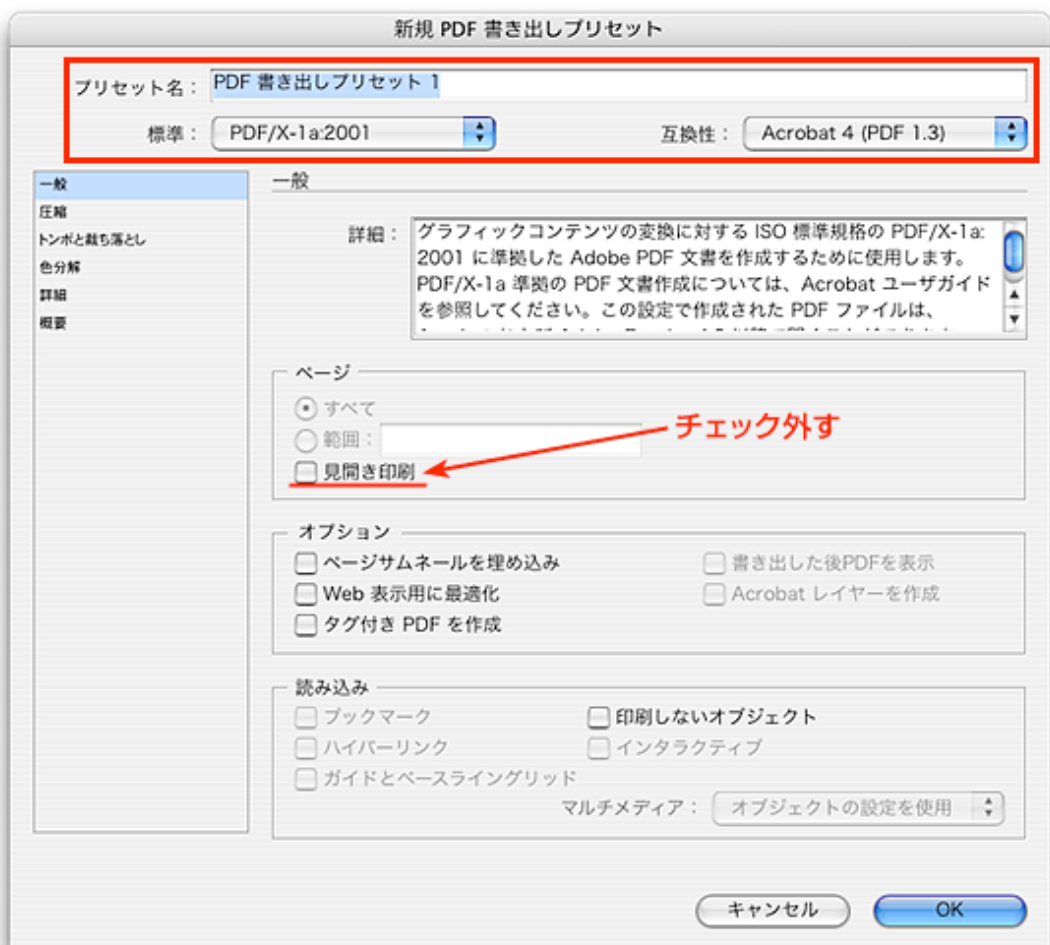 新規 PDF 書き出しプリセット
プリセット名： PDF 書き出しプリセット 1
標準： PDF/X-1a:2001 互換性： Acrobat 4 (PDF 1.3)
一般
圧縮
トンボと裁ち落とし
色分解
詳細
概要
一般
詳細： グラフィックコンテンツの変換に対する ISO 標準規格の PDF/X-1a:
2001 に準拠した Adobe PDF 文書を作成するために使用します。
PDF/X-1a 準拠の PDF 文書作成については、Acrobat ユーザガイド
を参照してください。この設定で作成された PDF ファイルは、
ページ
すべて
範囲：
見開き印刷
チェック外す
オプション
ページサムネールを埋め込み 書き出した後PDFを表示
Web 表示用に最適化 Acrobat レイヤーを作成
タグ付き PDF を作成
読み込み
ブックマーク 印刷しないオブジェクト
ハイパーリンク インタラクティブ
ガイドとベースライングリッド
マルチメディア： オブジェクトの設定を使用
キャンセル OK